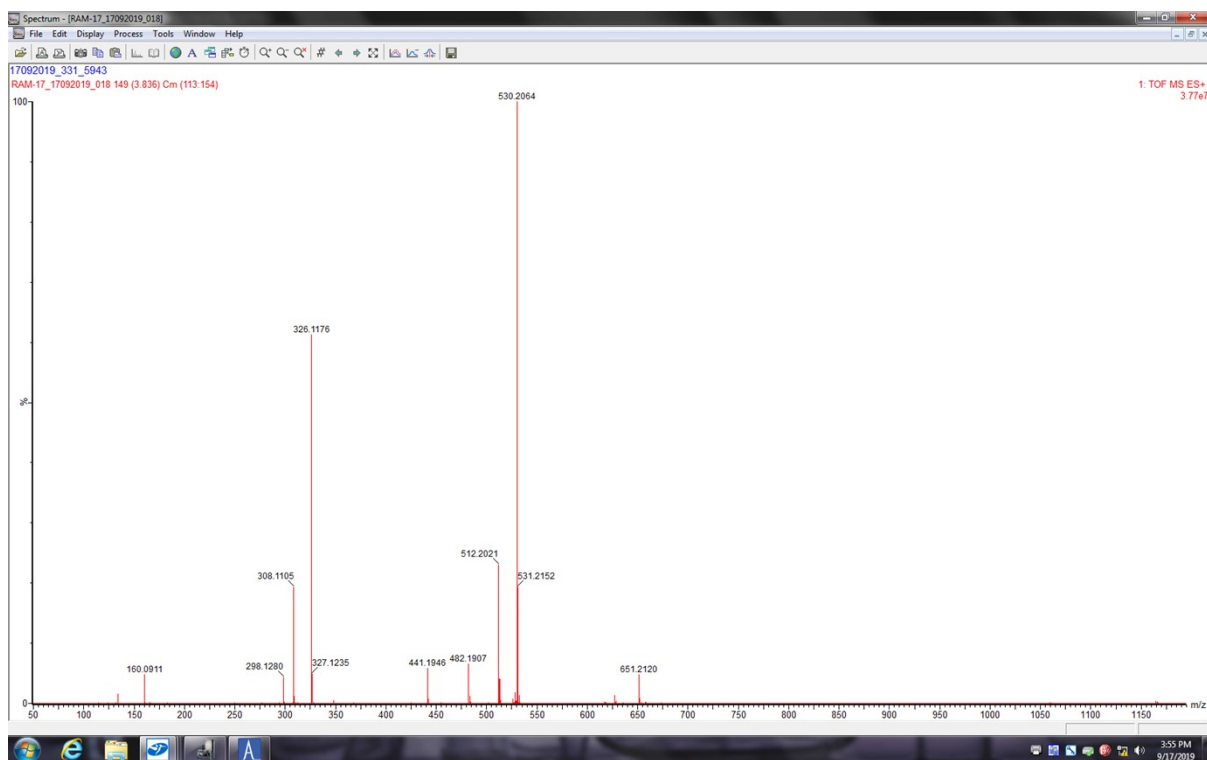 Spectrum - [RAM-17_17092019_018]
File Edit Display Process Tools Window Help
17092019_331_5943
RAM-17_17092019_018 149 (3.836) Cm (113:154)
1: TOF MS ES+
3.77e7
100
530.2064
326.1176
%
512.2021
308.1105
531.2152
160.0911
298.1280
327.1235
441.1946
482.1907
651.2120
0
50 100 150 200 250 300 350 400 450 500 550 600 650 700 750 800 850 900 950 1000 1050 1100 1150 m/z
3:55 PM
9/17/2019